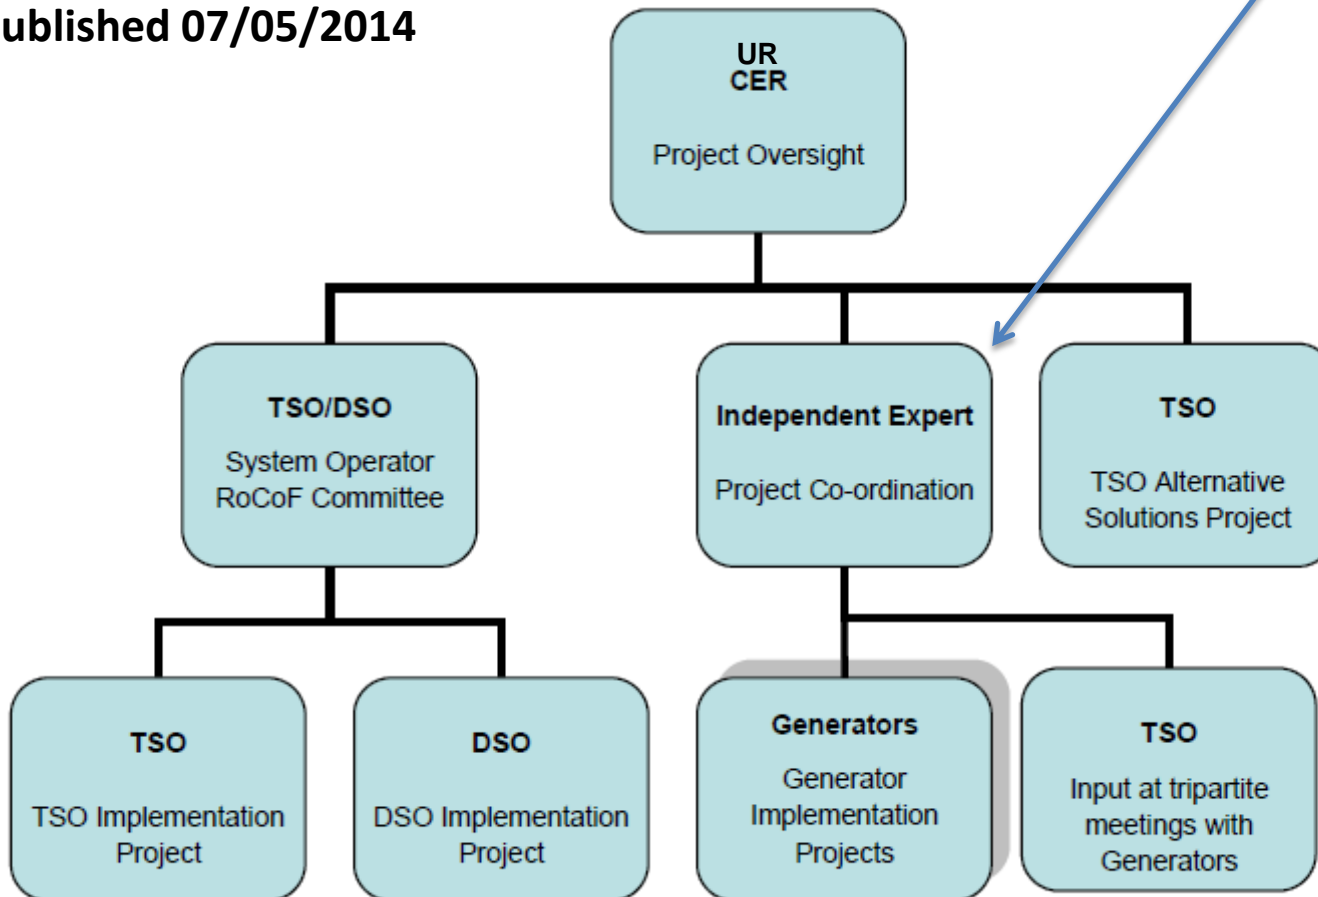 ublished 07/05/2014
UR
CER
Project Oversight
TSO/DSO
System Operator
RoCoF Committee
Independent Expert
Project Co-ordination
TSO
TSO Alternative
Solutions Project
TSO
TSO Implementation
Project
DSO
DSO Implementation
Project
Generators
Generator
Implementation
Projects
TSO
Input at tripartite
meetings with
Generators